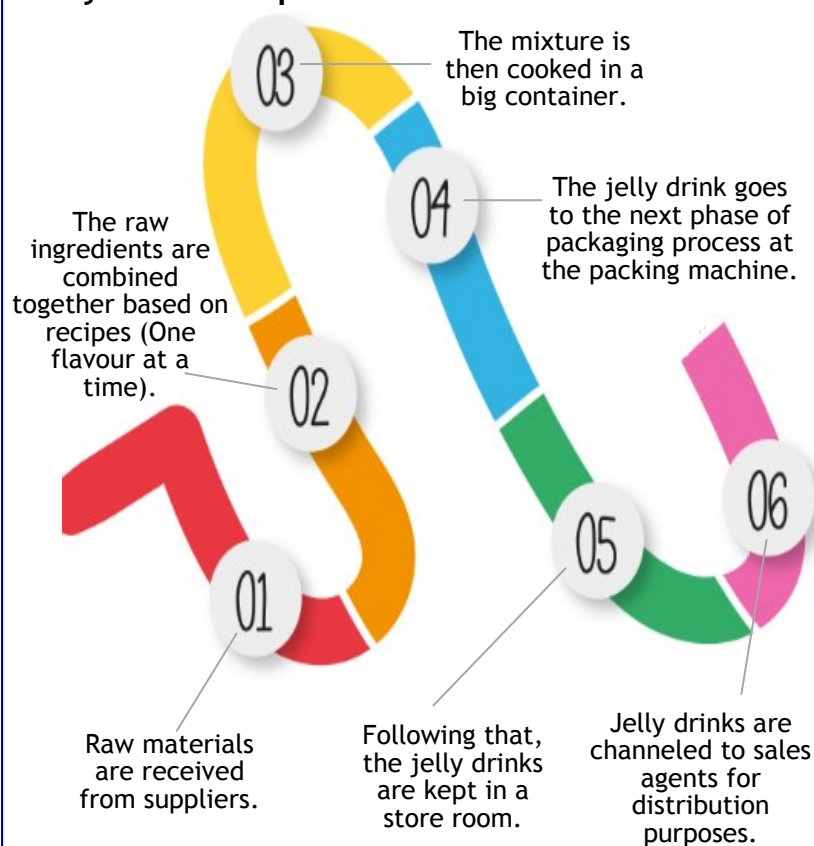 01
Raw materials
are received
from suppliers.
02
The raw
ingredients are
combined
together based on
recipes (One
flavour at a
time).
03
The mixture is
then cooked in a
big container.
04
The jelly drink goes
to the next phase of
packaging process at
the packing machine.
05
Following that,
the jelly drinks
are kept in a
store room.
06
Jelly drinks are
channeled to sales
agents for
distribution
purposes.